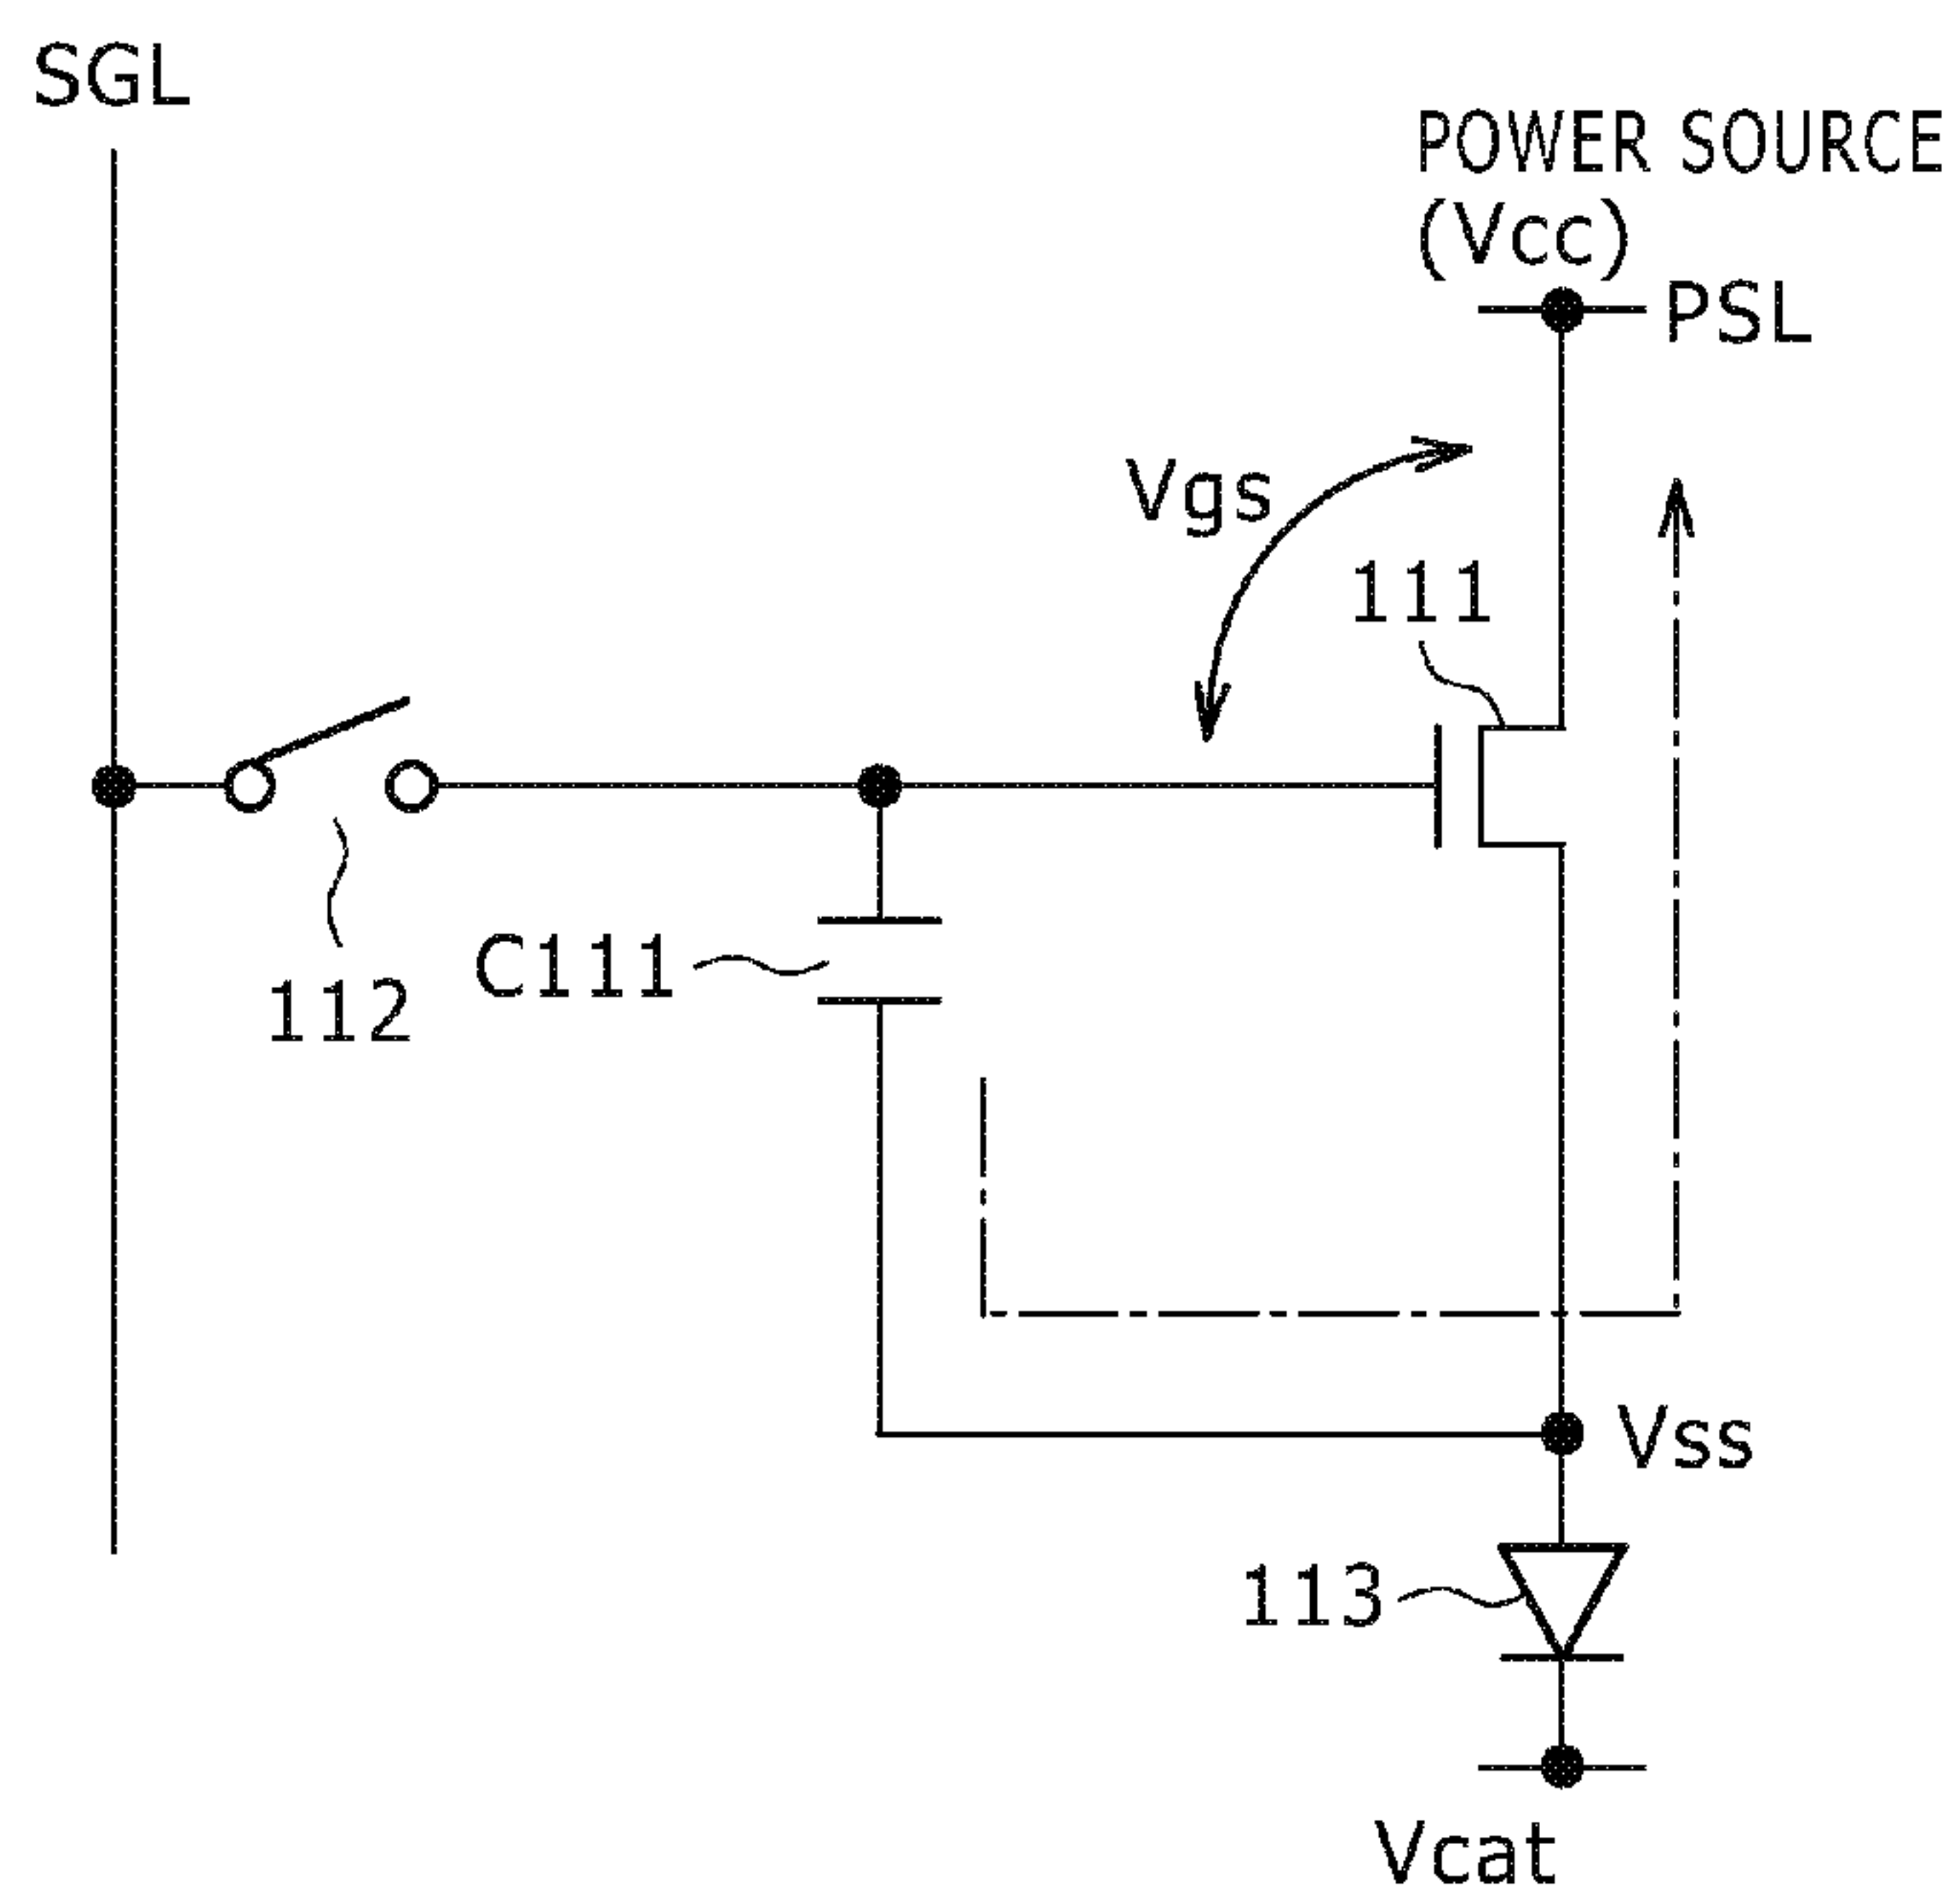 SGL
POWER SOURCE
(Vcc)
PSL
Vgs
111
112
C111
Vss
113
Vcat